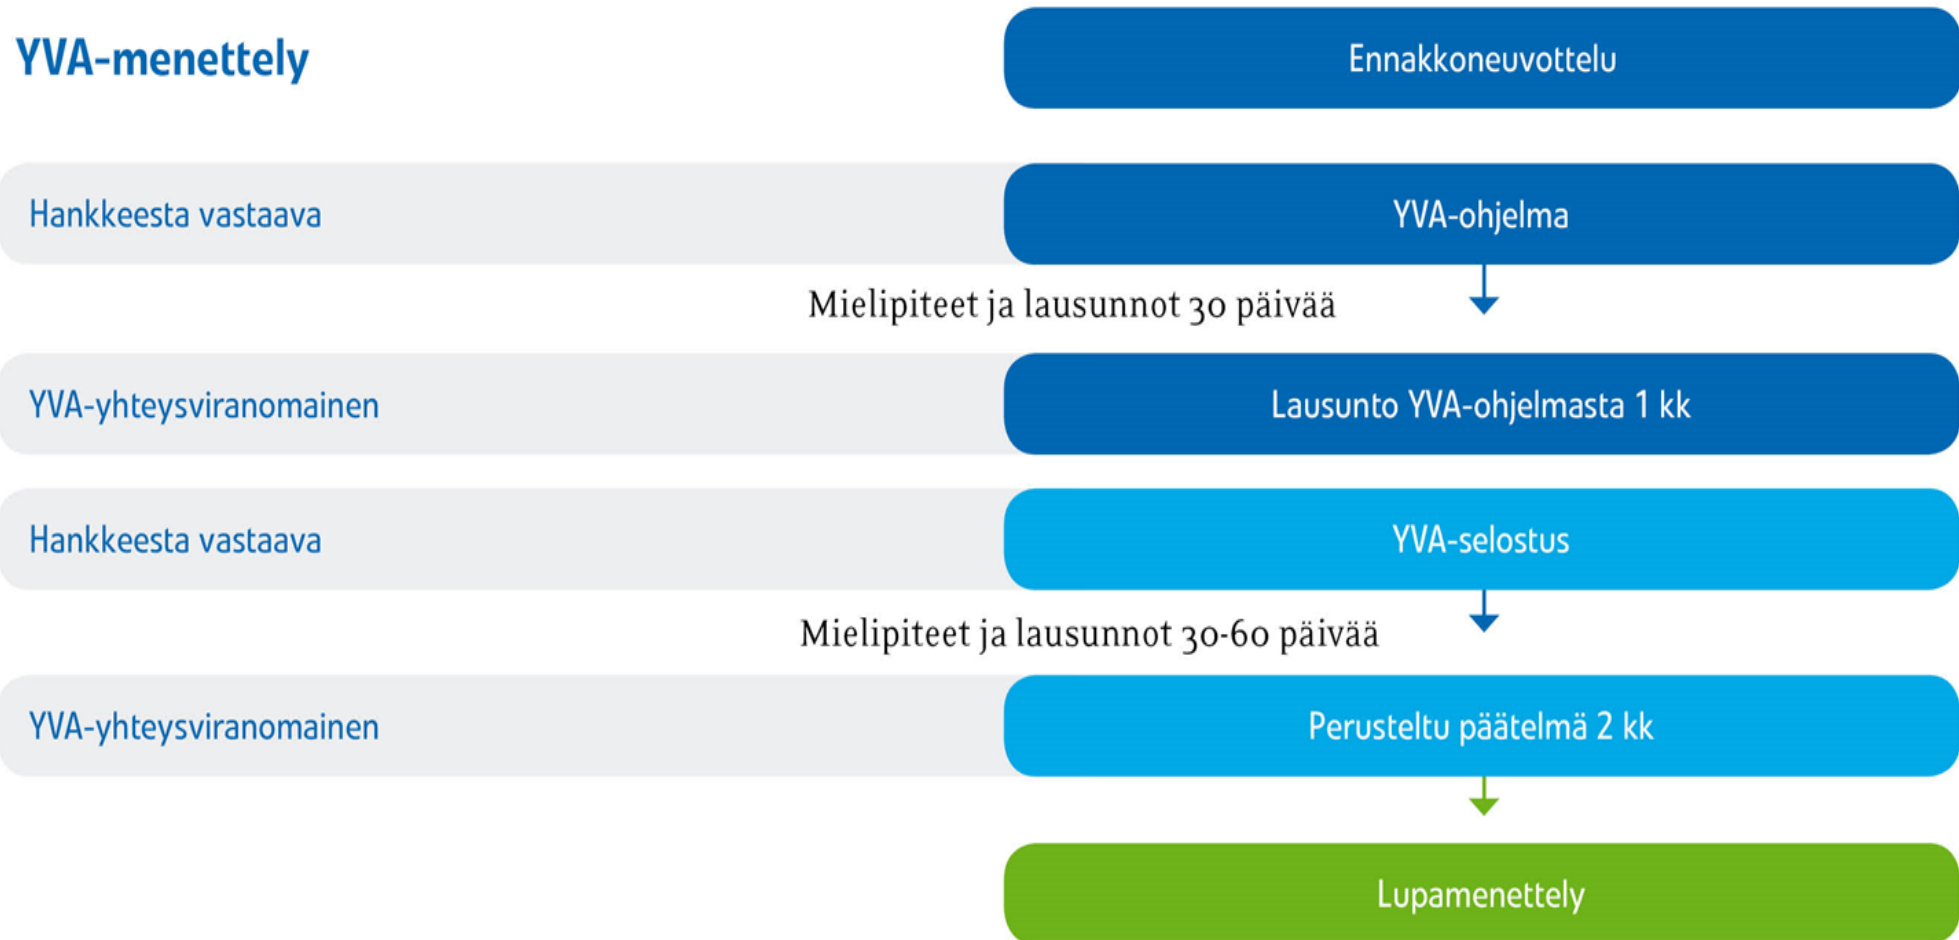 YVA-menettely
Ennakkoneuvottelu
Hankkeesta vastaava
YVA-ohjelma
Mielipiteet ja lausunnot 30 päivää
YVA-yhteysviranomainen
Lausunto YVA-ohjelmasta 1 kk
Hankkeesta vastaava
YVA-selostus
Mielipiteet ja lausunnot 30-60 päivää
YVA-yhteysviranomainen
Perusteltu päätelmä 2 kk
Lupamenettely